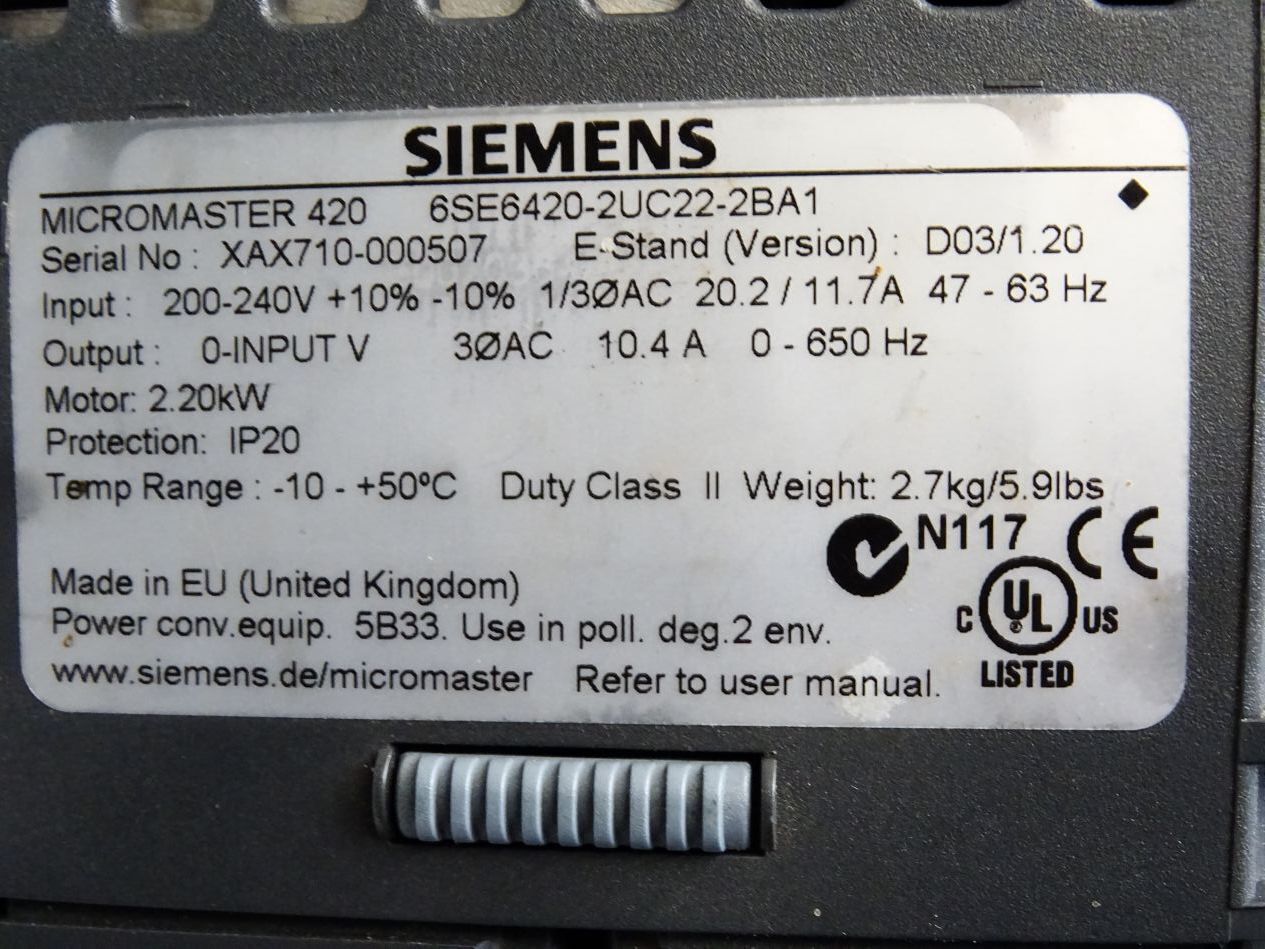 SIEMENS
MICROMASTER 420 6SE6420-2UC22-2BA1
Serial No : XAX710-000507 E-Stand (Version) : D03/1.20
Input : 200-240V +10% -10% 1/3ØAC 20.2 / 11.7A 47 - 63 Hz
Output : 0-INPUT V 3ØAC 10.4 A 0 - 650 Hz
Motor: 2.20kW
Protection: IP20
Temp Range : -10 - +50ºC Duty Class II Weight: 2.7kg/5.9lbs
N117 CE
Made in EU (United Kingdom)
C UL US
Power conv.equip. 5B33. Use in poll. deg.2 env.
LISTED
www.siemens.de/micromaster Refer to user manual.